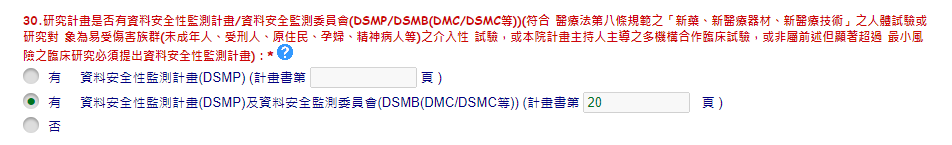 30.研究計畫是否有資料安全性監測計畫/資料安全監測委員會(DSMP/DSMB(DMC/DSMC等))(符合 醫療法第八條規範之「新藥、新醫療器材、新醫療技術」之人體試驗或
研究對 象為易受傷害族群(未成年人、受刑人、原住民、孕婦、精神病人等)之介入性 試驗，或本院計畫主持人主導之多機構合作臨床試驗，或非屬前述但顯著超過 最小風
險之臨床研究必須提出資料安全性監測計畫)：* ?
有 資料安全性監測計畫(DSMP) (計畫書第 頁 )
有 資料安全性監測計畫(DSMP)及資料安全監測委員會(DSMB(DMC/DSMC等)) (計畫書第 20 頁 )
否